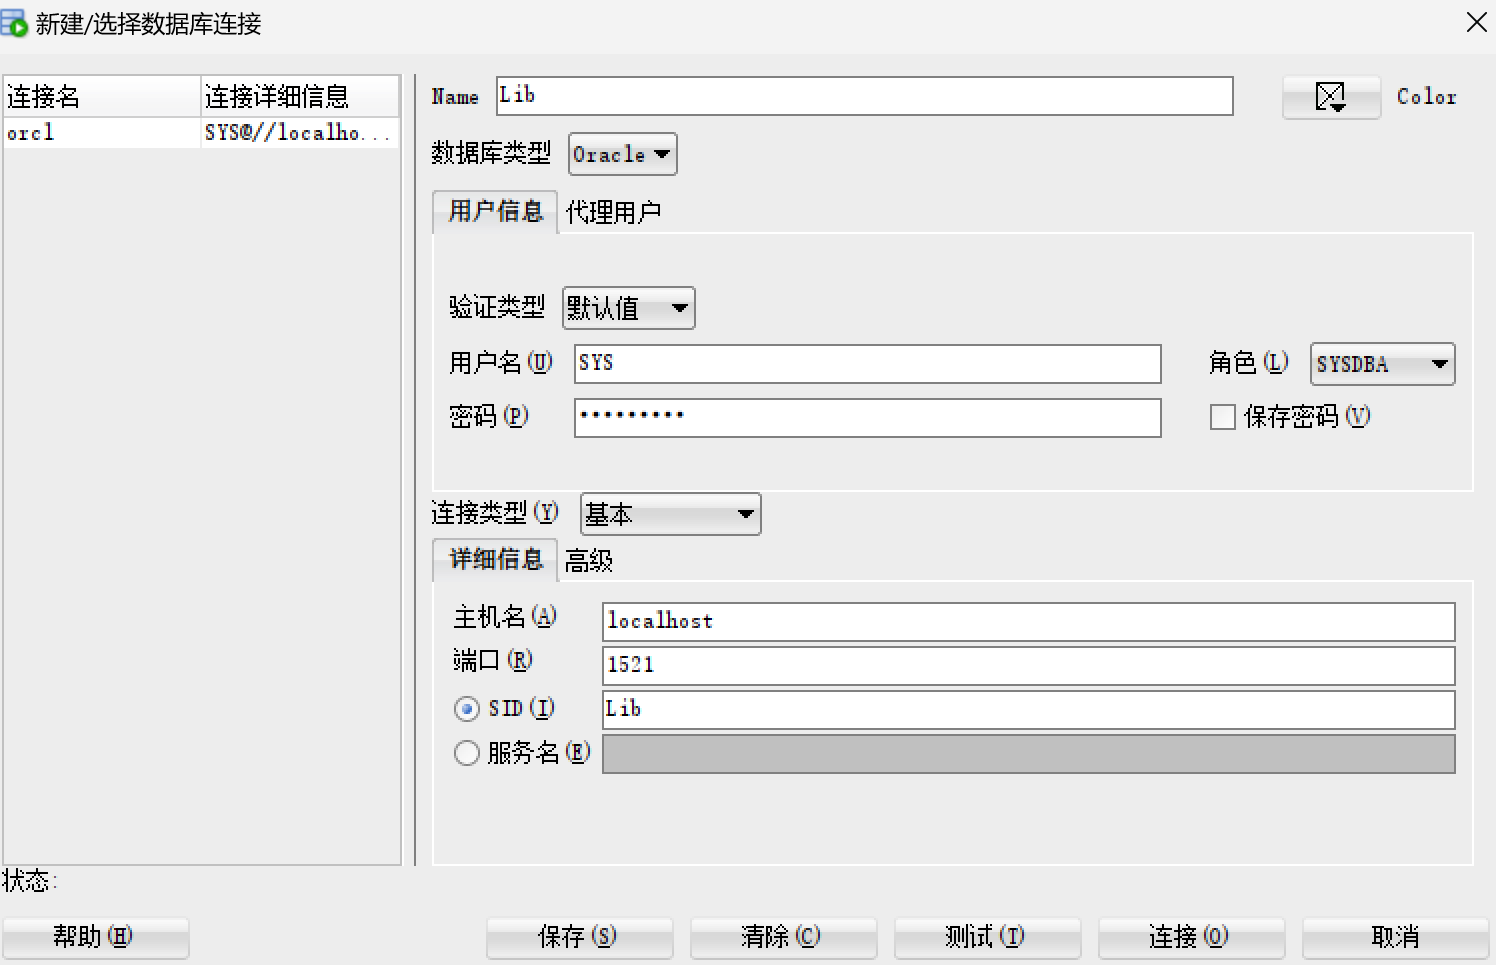 新建/选择数据库连接
连接名 连接详细信息
orcl SYS@//localho...
Name Lib Color
数据库类型 Oracle
用户信息 代理用户
验证类型 默认值
用户名(U) SYS 角色(L) SYSDBA
密码(P) ••••••••• 保存密码(V)
连接类型(Y) 基本
详细信息 高级
主机名(A) localhost
端口(R) 1521
SID(I) Lib
服务名(E)
状态:
帮助(H) 保存(S) 清除(C) 测试(T) 连接(O) 取消